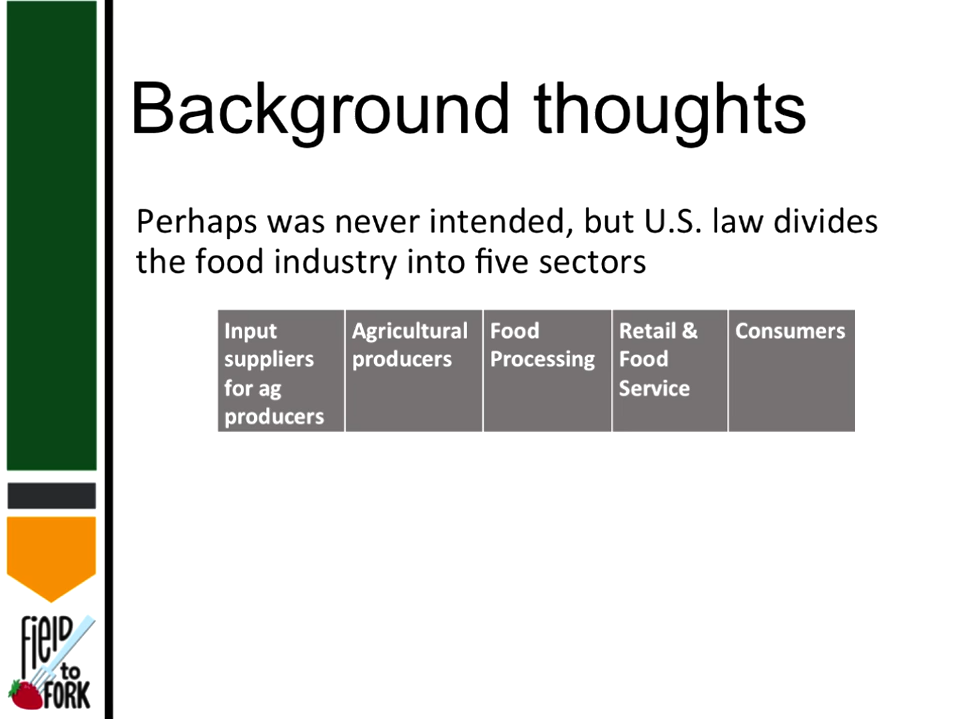 Background thoughts
Perhaps was never intended, but U.S. law divides
the food industry into five sectors
Input suppliers for ag producers
Agricultural producers
Food Processing
Retail & Food Service
Consumers
FiELD
to
FORK